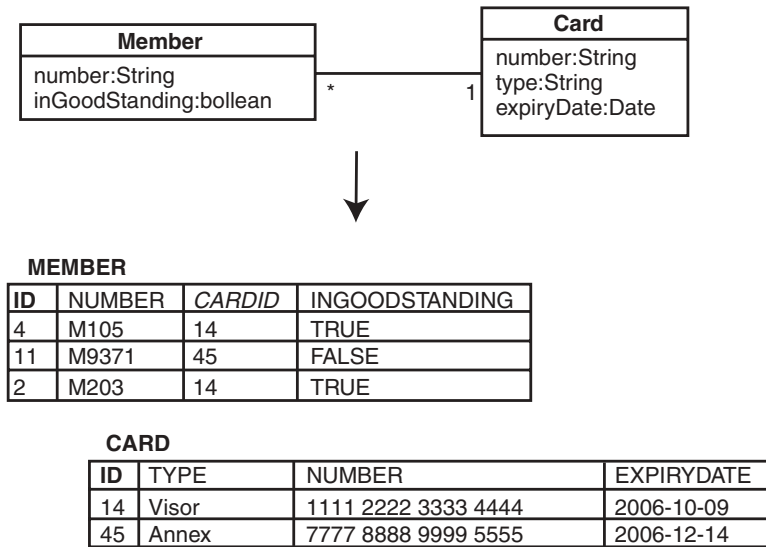 Member
number:String
inGoodStanding:bollean
*
1
Card
number:String
type:String
expiryDate:Date
MEMBER
ID NUMBER CARDID INGOODSTANDING
4 M105 14 TRUE
11 M9371 45 FALSE
2 M203 14 TRUE
CARD
ID TYPE NUMBER EXPIRYDATE
14 Visor 1111 2222 3333 4444 2006-10-09
45 Annex 7777 8888 9999 5555 2006-12-14